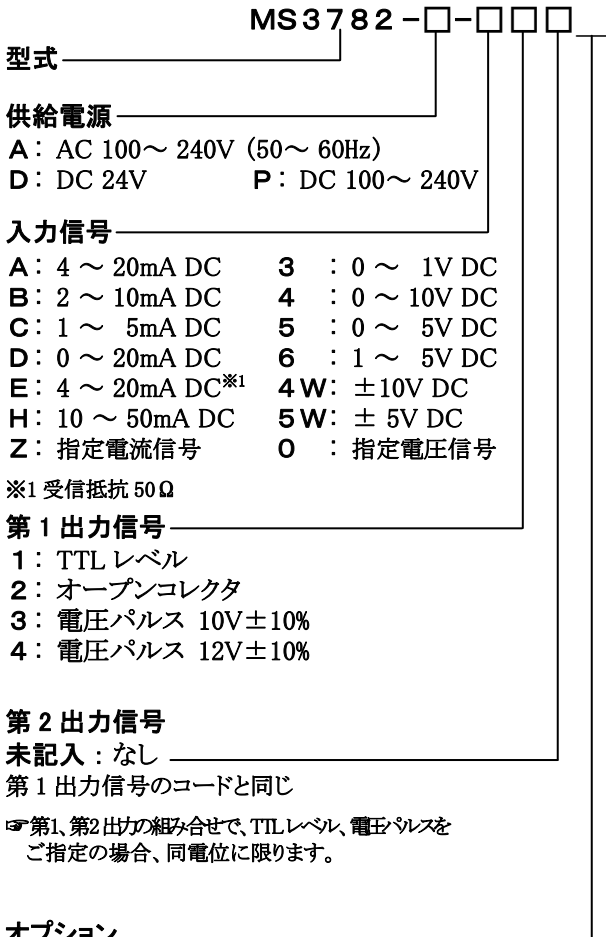 MS3782-□-□□□
型式
供給電源
A: AC 100～ 240V (50～ 60Hz)
D: DC 24V P: DC 100～ 240V
入力信号
A: 4 ～ 20mA DC 3 : 0 ～ 1V DC
B: 2 ～ 10mA DC 4 : 0 ～ 10V DC
C: 1 ～ 5mA DC 5 : 0 ～ 5V DC
D: 0 ～ 20mA DC 6 : 1 ～ 5V DC
E: 4 ～ 20mA DC※1 4W: ±10V DC
H: 10 ～ 50mA DC 5W: ± 5V DC
Z: 指定電流信号 0 : 指定電圧信号
※1 受信抵抗 50Ω
第1出力信号
1: TTLレベル
2: オープンコレクタ
3: 電圧パルス 10V±10%
4: 電圧パルス 12V±10%
第2出力信号
未記入 : なし
第1出力信号のコードと同じ
☞第1、第2出力の組み合せで、TTLレベル、電圧パルスを
ご指定の場合、同電位に限ります。
オプション